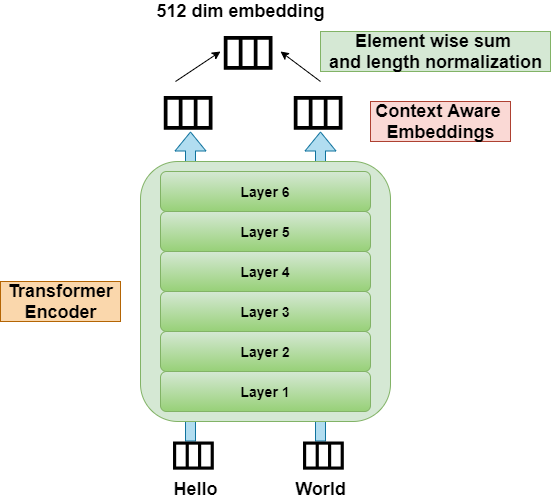 512 dim embedding
Element wise sum
and length normalization
Context Aware
Embeddings
Layer 6
Layer 5
Layer 4
Transformer
Encoder
Layer 3
Layer 2
Layer 1
Hello
World